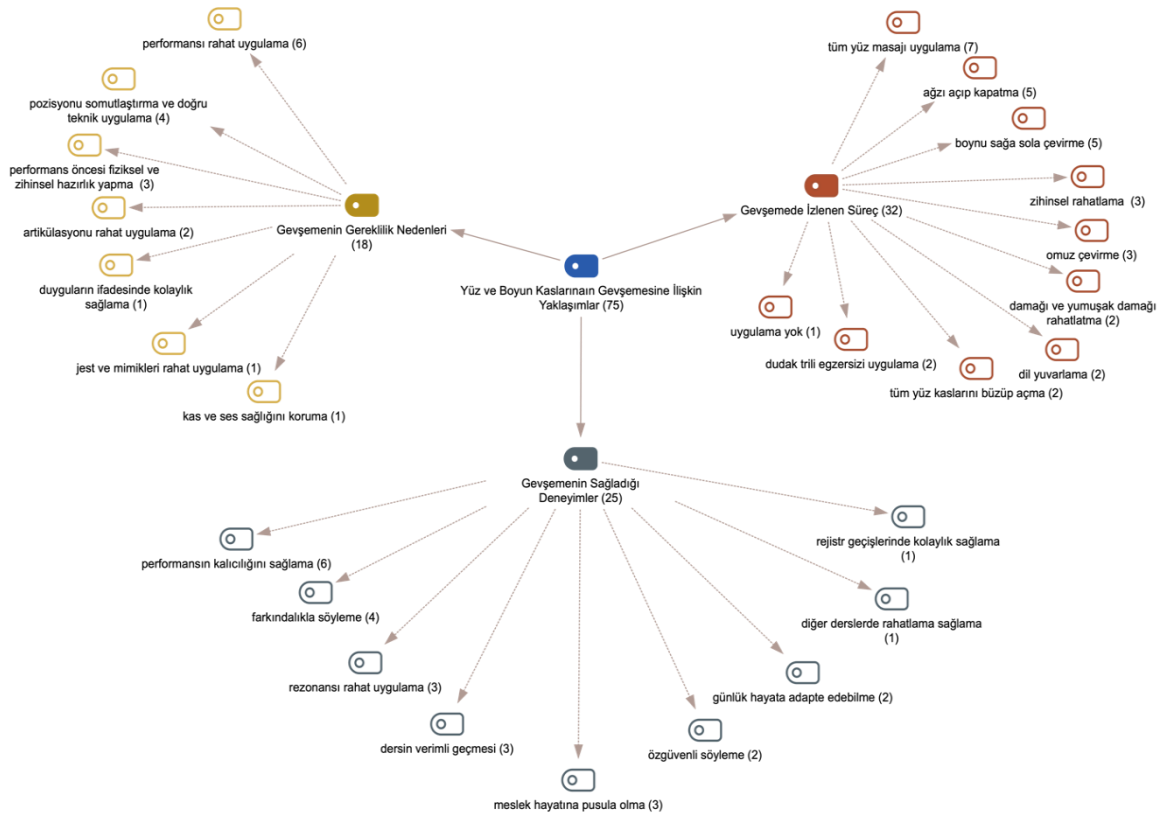 performansı rahat uygulama (6)
pozisyonu somutlaştırma ve doğru
teknik uygulama (4)
performans öncesi fiziksel ve
zihinsel hazırlık yapma (3)
artikülasyonu rahat uygulama (2)
duyguların ifadesinde kolaylık
sağlama (1)
jest ve mimikleri rahat uygulama (1)
kas ve ses sağlığını koruma (1)
Gevşemenin Gereklilik Nedenleri
(18)
Yüz ve Boyun Kaslarınaın Gevşemesine İlişkin
Yaklaşımlar (75)
tüm yüz masajı uygulama (7)
ağzı açıp kapatma (5)
boynu sağa sola çevirme (5)
zihinsel rahatlama (3)
Gevşemede İzlenen Süreç (32)
omuz çevirme (3)
damağı ve yumuşak damağı
rahatlatma (2)
uygulama yok (1)
dudak trili egzersizi uygulama (2)
dil yuvarlama (2)
tüm yüz kaslarını büzüp açma (2)
Gevşemenin Sağladığı
Deneyimler (25)
performansın kalıcılığını sağlama (6)
farkındalıkla söyleme (4)
rezonansı rahat uygulama (3)
dersin verimli geçmesi (3)
meslek hayatına pusula olma (3)
özgüvenli söyleme (2)
günlük hayata adapte edebilme (2)
diğer derslerde rahatlama sağlama
(1)
rejistr geçişlerinde kolaylık sağlama
(1)